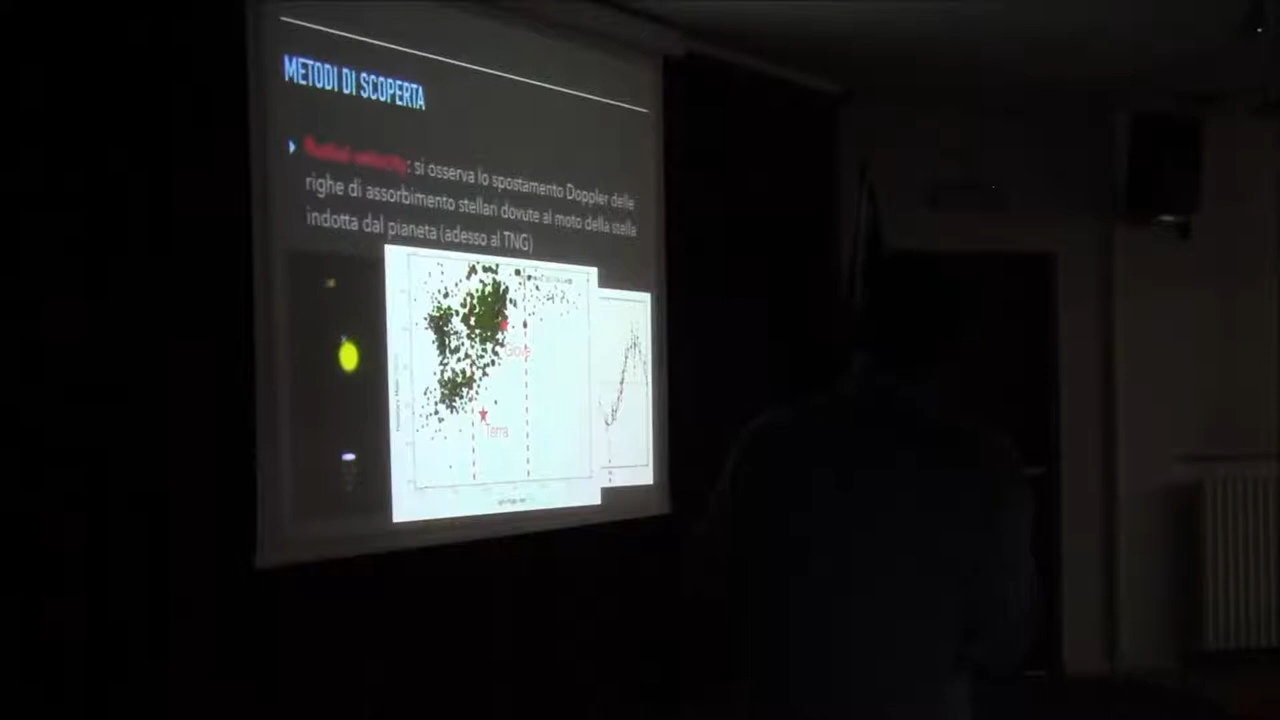 METODI DI SCOPERTA
: si osserva lo spostamento Doppler delle
righe di assorbimento stellari dovute al moto della stella
indotta dal pianeta (adesso al TNG)
Giove
Terra